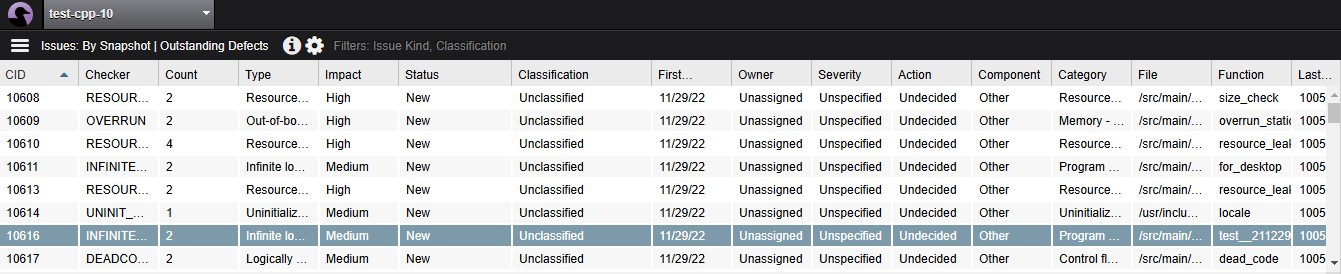 test-cpp-10
Issues: By Snapshot | Outstanding Defects Filters: Issue Kind, Classification
CID Checker Count Type Impact Status Classification First... Owner Severity Action Component Category File Function Last...
10608 RESOUR... 2 Resource... High New Unclassified 11/29/22 Unassigned Unspecified Undecided Other Resource... /src/main/... size_check 1005
10609 OVERRUN 2 Out-of-bo... High New Unclassified 11/29/22 Unassigned Unspecified Undecided Other Memory - ... /src/main/... overrun_static 1005
10610 RESOUR... 4 Resource... High New Unclassified 11/29/22 Unassigned Unspecified Undecided Other Resource... /src/main/... resource_leak 1005
10611 INFINITE... 2 Infinite lo... Medium New Unclassified 11/29/22 Unassigned Unspecified Undecided Other Program ... /src/main/... for_desktop 1005
10613 RESOUR... 2 Resource... High New Unclassified 11/29/22 Unassigned Unspecified Undecided Other Resource... /src/main/... resource_leak 1005
10614 UNINIT_... 1 Uninitializ... Medium New Unclassified 11/29/22 Unassigned Unspecified Undecided Other Uninitializ... /usr/inclu... locale 1005
10616 INFINITE... 2 Infinite lo... Medium New Unclassified 11/29/22 Unassigned Unspecified Undecided Other Program ... /src/main/... test__211229 1005
10617 DEADCO... 2 Logically ... Medium New Unclassified 11/29/22 Unassigned Unspecified Undecided Other Control fl... /src/main/... dead_code 1005